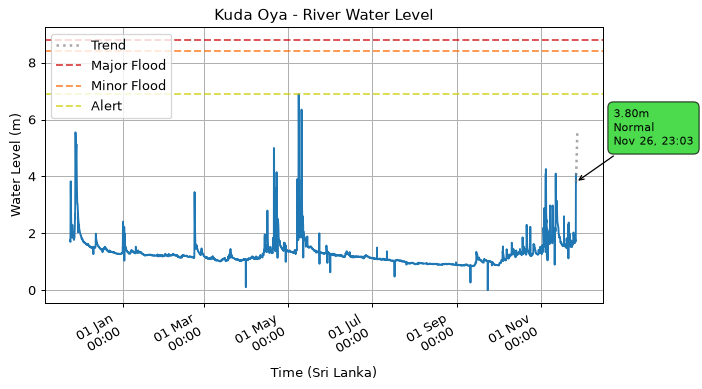 Kuda Oya - River Water Level
Trend
Major Flood
Minor Flood
Alert
3.80m
Normal
Nov 26, 23:03
Water Level (m)
8
6
4
2
0
01 Jan
00:00
01 Mar
00:00
01 May
00:00
01 Jul
00:00
01 Sep
00:00
01 Nov
00:00
Time (Sri Lanka)